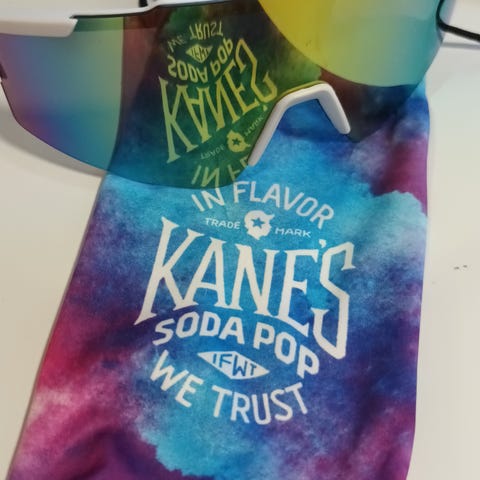 IN FLAVOR
TRADE MARK
KANE'S
SODA POP
IFWT
WE TRUST